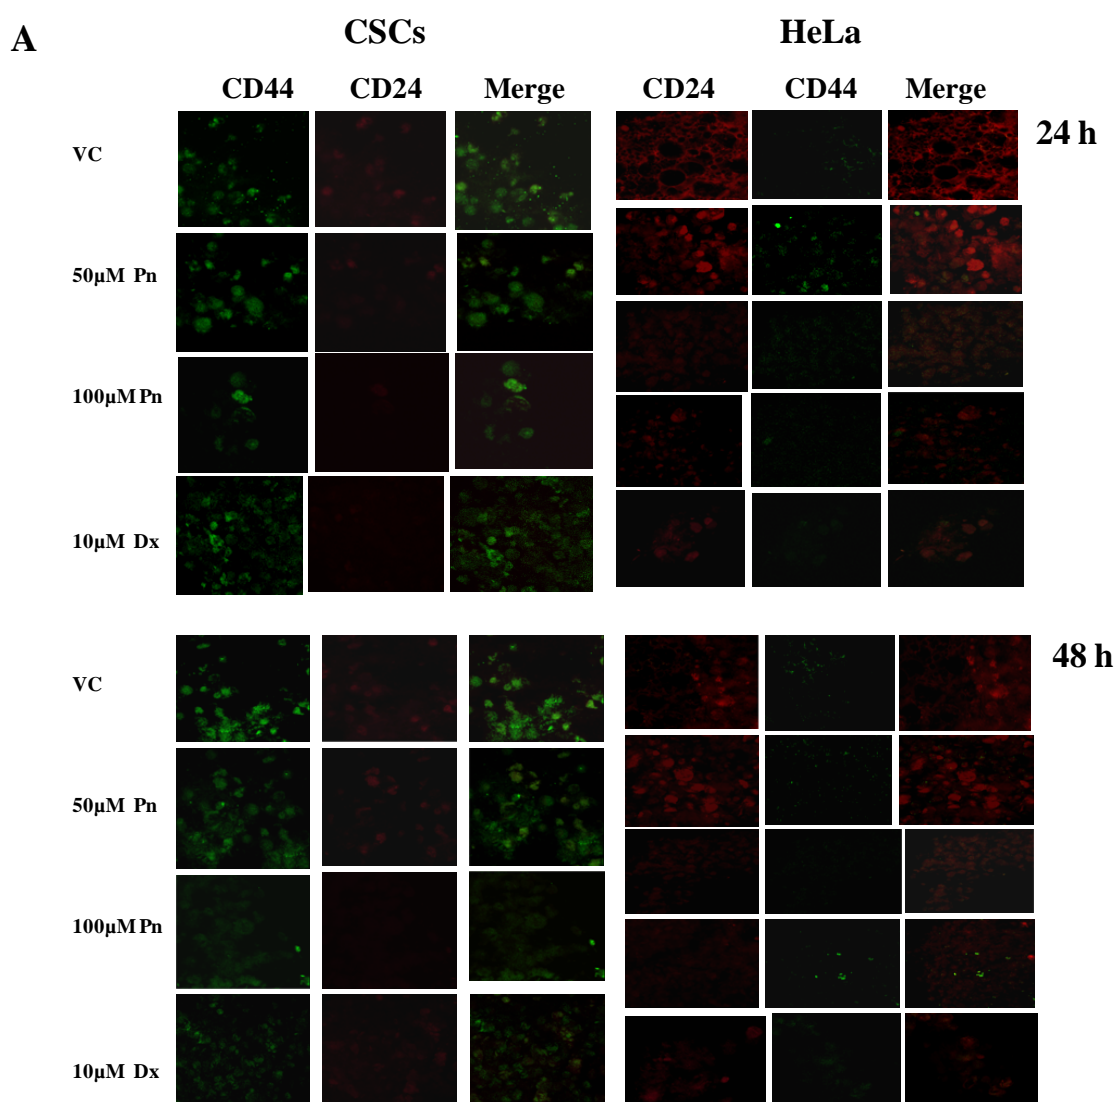 A
CSCs HeLa
CD44 CD24 Merge CD24 CD44 Merge
24 h
VC
50µM Pn
100µM Pn
10µM Dx
48 h
VC
50µM Pn
100µM Pn
10µM Dx